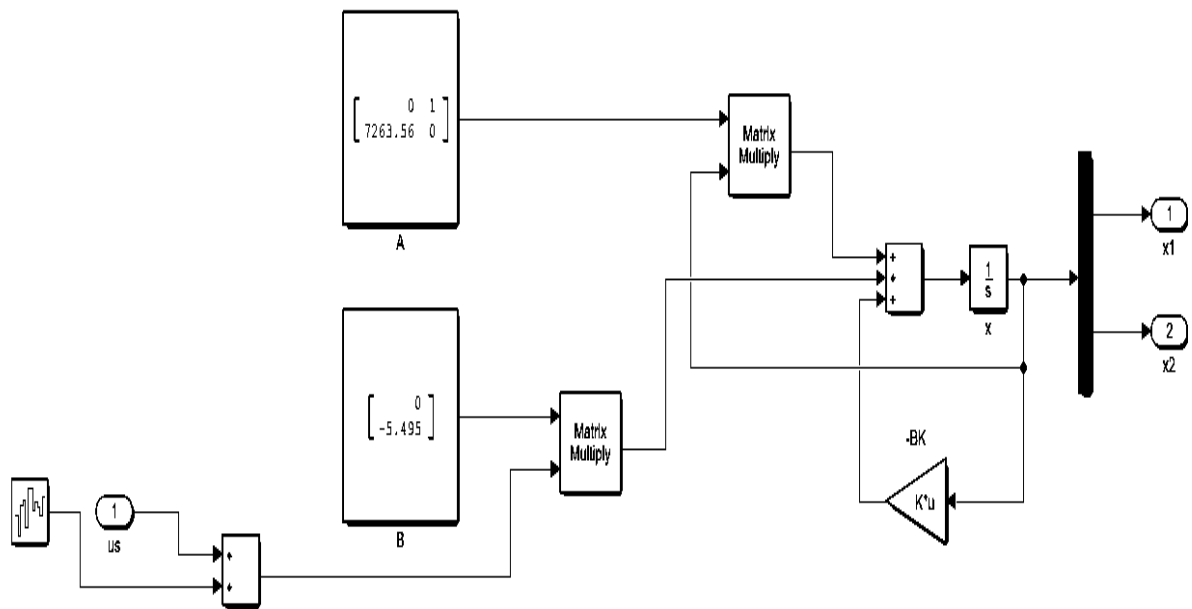 0 1
7263.56 0
A
Matrix
Multiply
1
x1
+
+
1
s
x
2
x2
0
-5.495
B
Matrix
Multiply
-BK
K*u
1
us